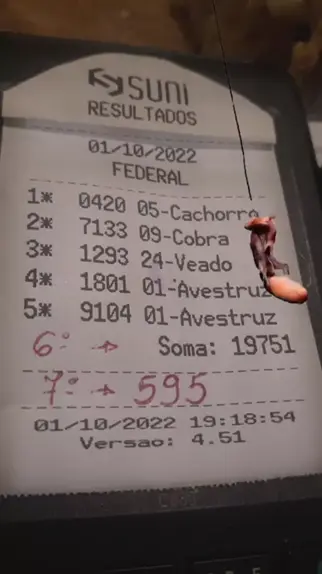 SUNI
RESULTADOS
01/10/2022
FEDERAL
1* 0420 05-Cachorro
2* 7133 09-Cobra
3* 1293 24-Veado
4* 1801 01-Avestruz
5* 9104 01-Avestruz
6º → Soma: 19751
7º → 595
01/10/2022 19:18:54
Versao: 4.51